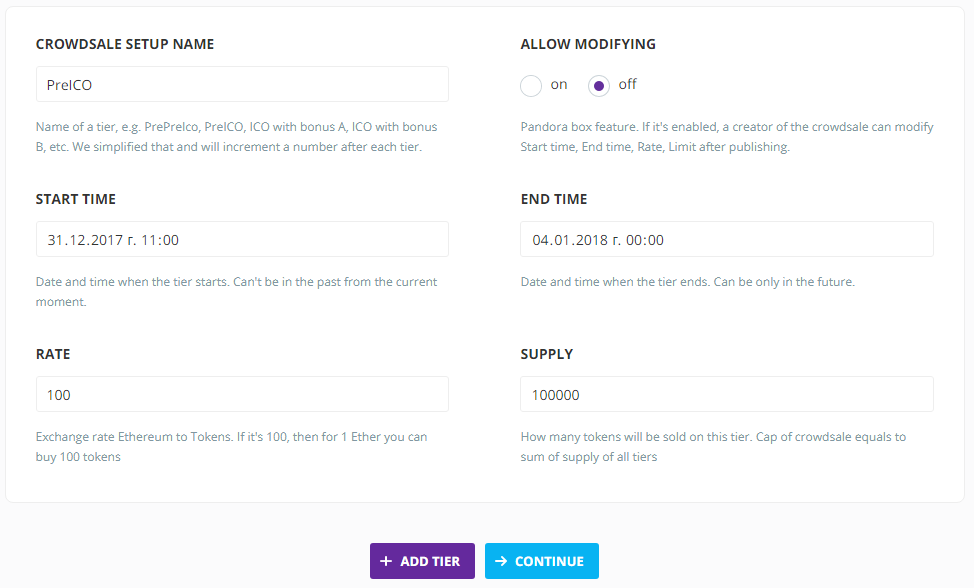 CROWDSALE SETUP NAME
PreICO
Name of a tier, e.g. PrePreIco, PreICO, ICO with bonus A, ICO with bonus
B, etc. We simplified that and will increment a number after each tier.
ALLOW MODIFYING
on off
Pandora box feature. If it's enabled, a creator of the crowdsale can modify
Start time, End time, Rate, Limit after publishing.
START TIME
31.12.2017 г. 11:00
Date and time when the tier starts. Can't be in the past from the current
moment.
END TIME
04.01.2018 г. 00:00
Date and time when the tier ends. Can be only in the future.
RATE
100
Exchange rate Ethereum to Tokens. If it's 100, then for 1 Ether you can
buy 100 tokens
SUPPLY
100000
How many tokens will be sold on this tier. Cap of crowdsale equals to
sum of supply of all tiers
ADD TIER
CONTINUE